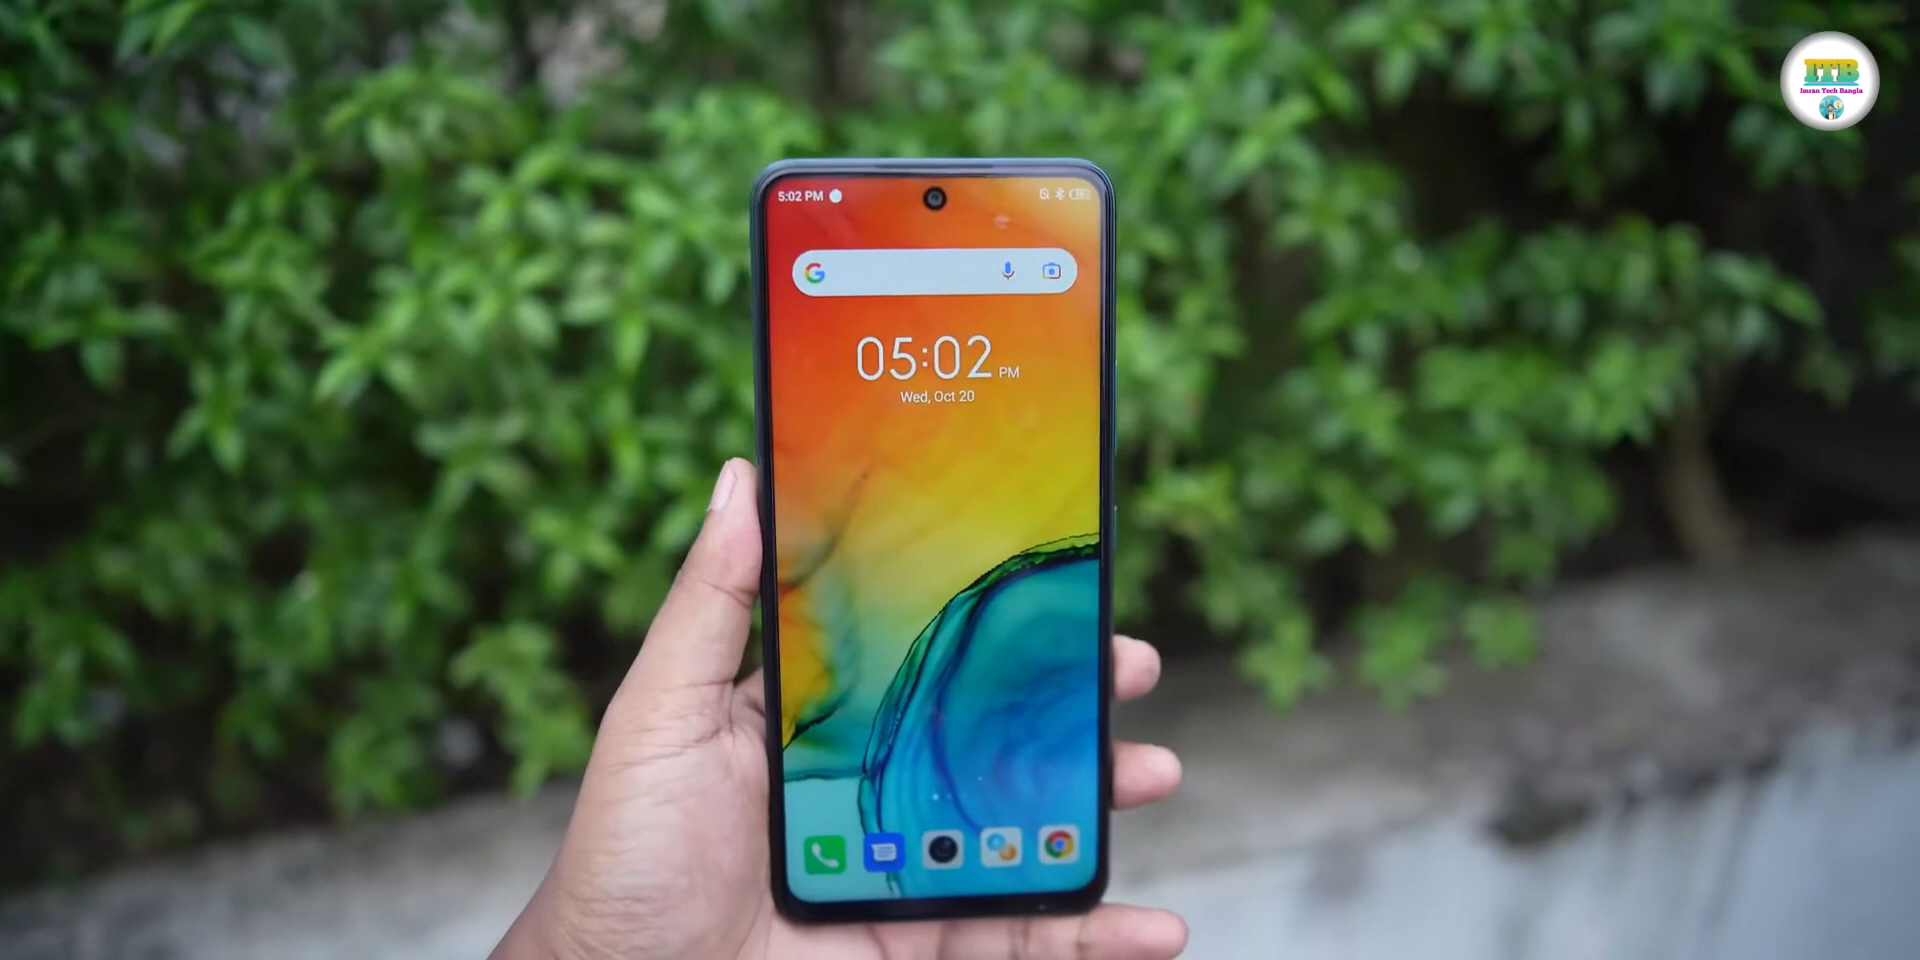 ITB
Imran Tech Bangla
5:02 PM
05:02 PM
Wed, Oct 20